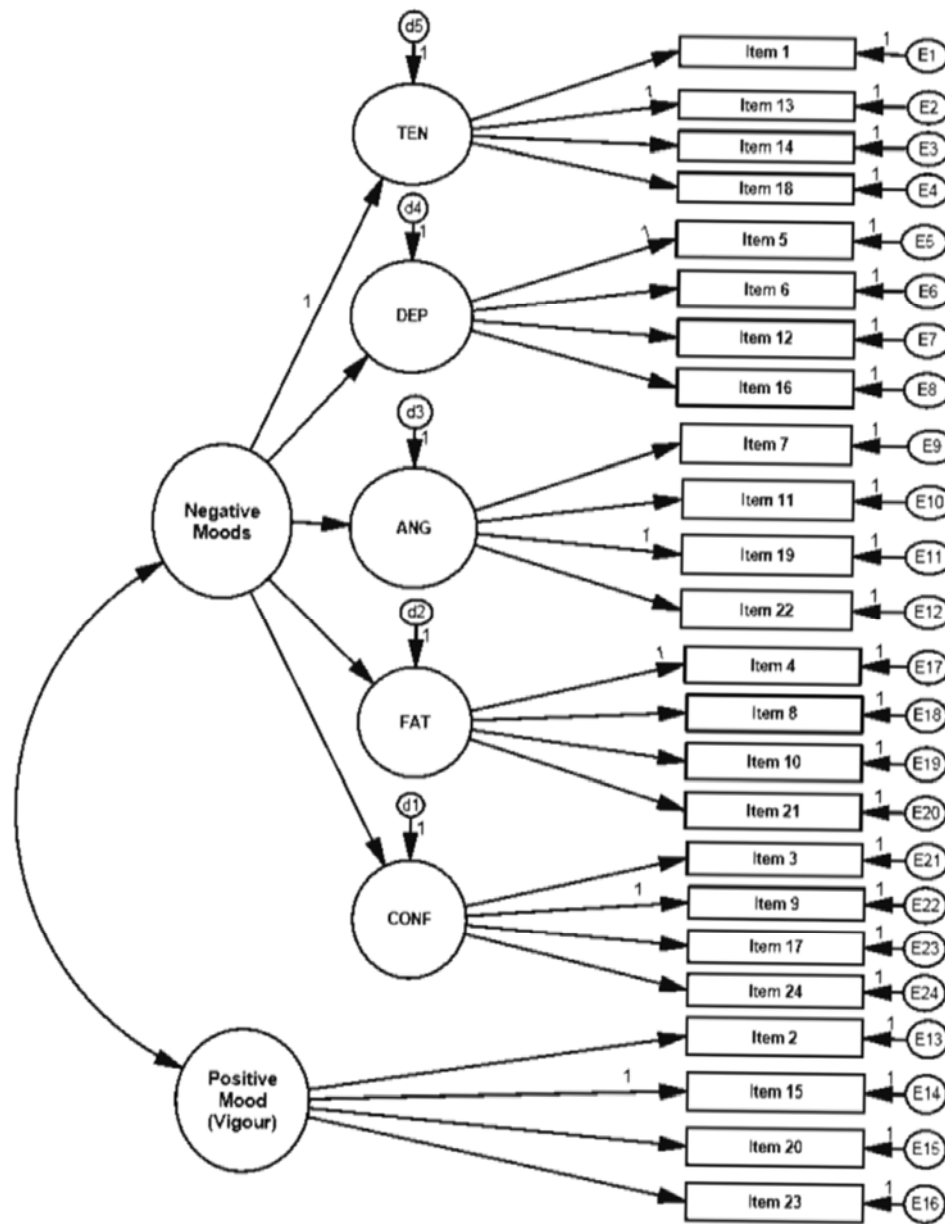 d5
1
TEN
Item 1
1
E1
1
Item 13
1
E2
Item 14
1
E3
Item 18
1
E4
1
d4
1
DEP
1
Item 5
1
E5
Item 6
1
E6
Item 12
1
E7
Item 16
1
E8
d3
1
ANG
Item 7
1
E9
Item 11
1
E10
1
Item 19
1
E11
Item 22
1
E12
Negative
Moods
d2
1
FAT
1
Item 4
1
E17
Item 8
1
E18
Item 10
1
E19
Item 21
1
E20
d1
1
CONF
Item 3
1
E21
1
Item 9
1
E22
Item 17
1
E23
Item 24
1
E24
Positive
Mood
(Vigour)
Item 2
1
E13
1
Item 15
1
E14
Item 20
1
E15
Item 23
1
E16